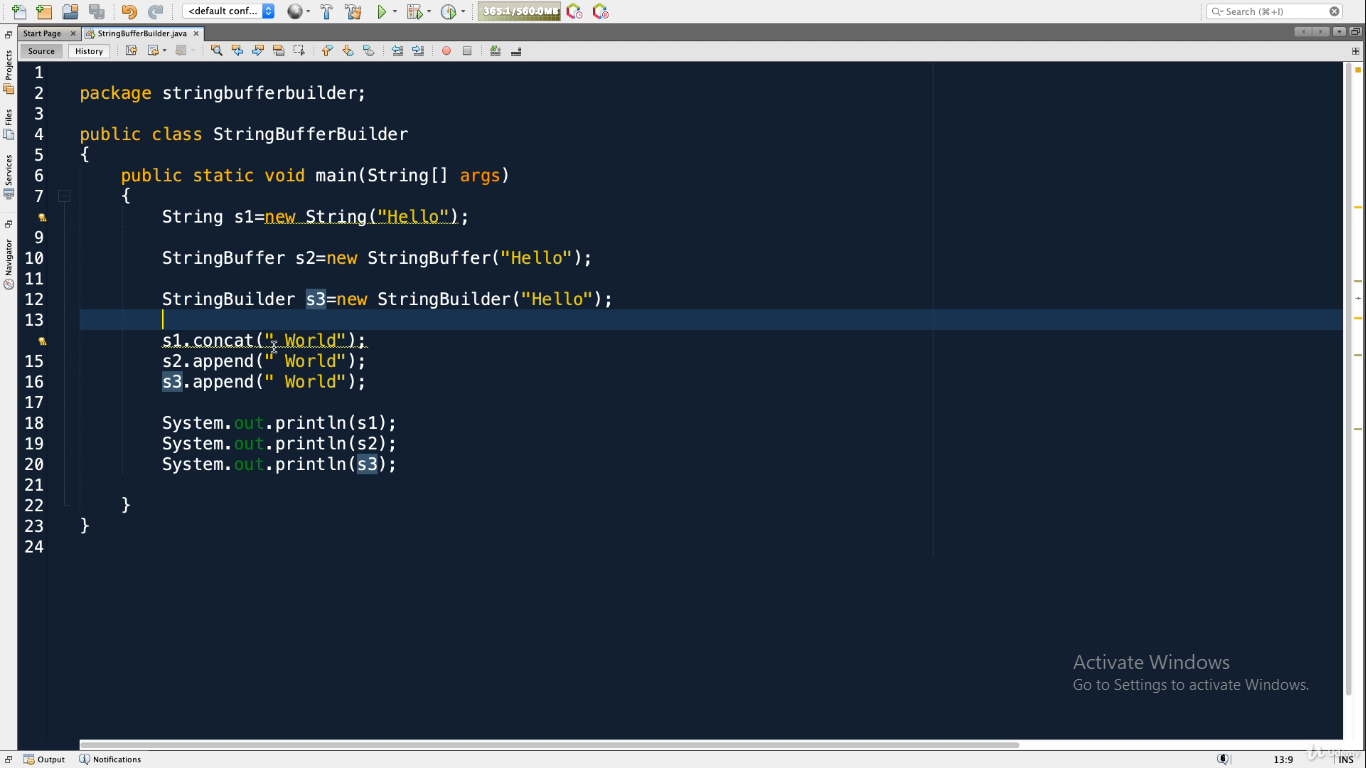 <default conf...
365.1/560.0MB
Search (⌘+I)
Start Page
StringBufferBuilder.java
Source
History
Projects
Files
Services
Navigator
1
2 package stringbufferbuilder;
3
4 public class StringBufferBuilder
5 {
6 public static void main(String[] args)
7 {
String s1=new String("Hello");
9
10 StringBuffer s2=new StringBuffer("Hello");
11
12 StringBuilder s3=new StringBuilder("Hello");
13
s1.concat(" World");
15 s2.append(" World");
16 s3.append(" World");
17
18 System.out.println(s1);
19 System.out.println(s2);
20 System.out.println(s3);
21
22 }
23 }
24
Activate Windows
Go to Settings to activate Windows.
Output
Notifications
13:9
INS
Udemy